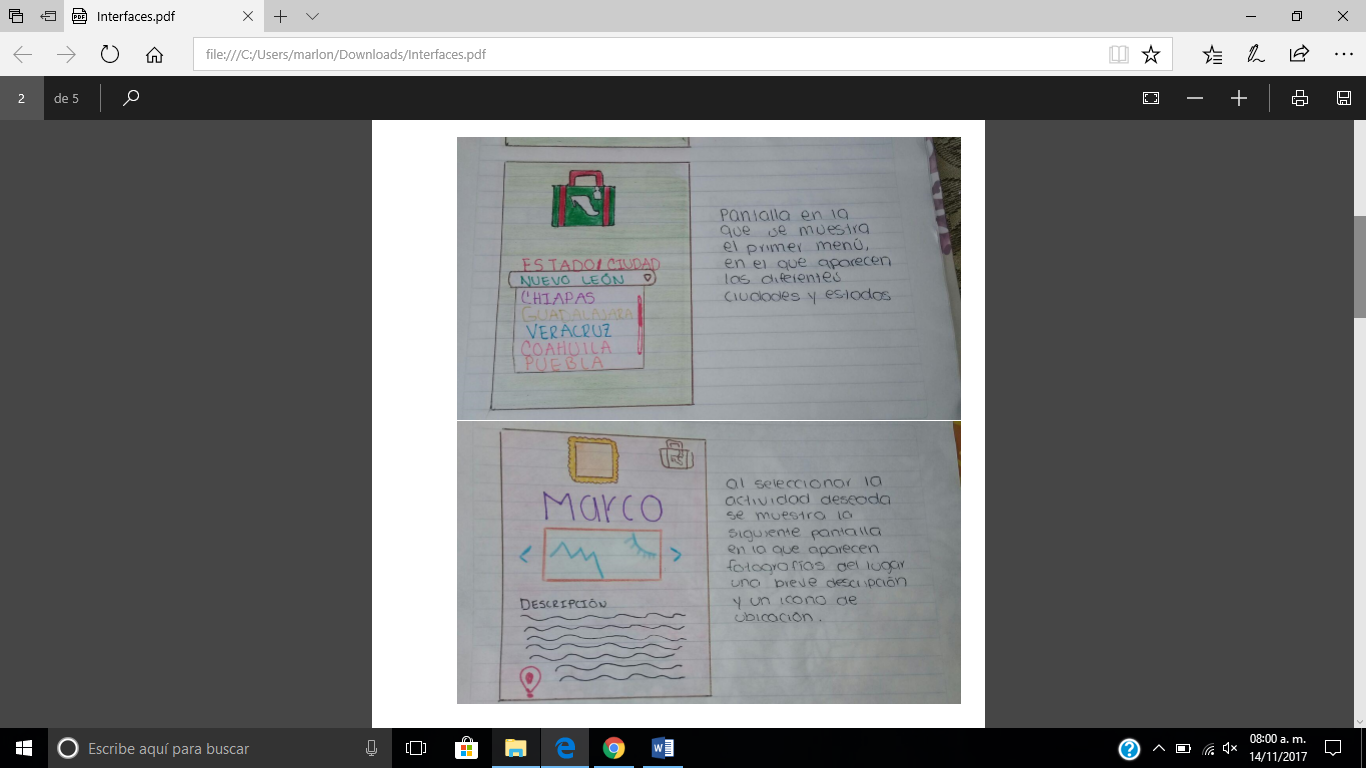 Interfaces.pdf
file:///C:/Users/marlon/Downloads/Interfaces.pdf
2 de 5
ESTADO/CIUDAD
NUEVO LEÓN
CHIAPAS
GUADALAJARA
VERACRUZ
COAHUILA
PUEBLA
Pantalla en la
que se muestra
el primer menú,
en el que aparecen
las diferentes
ciudades y estados
Marco
DESCRIPCIÓN
al seleccionar la
actividad deseada
se muestra la
siguiente pantalla
en la que aparecen
fotografías del lugar
una breve descripción
y un icono de
ubicación.
Escribe aquí para buscar
08:00 a. m.
14/11/2017